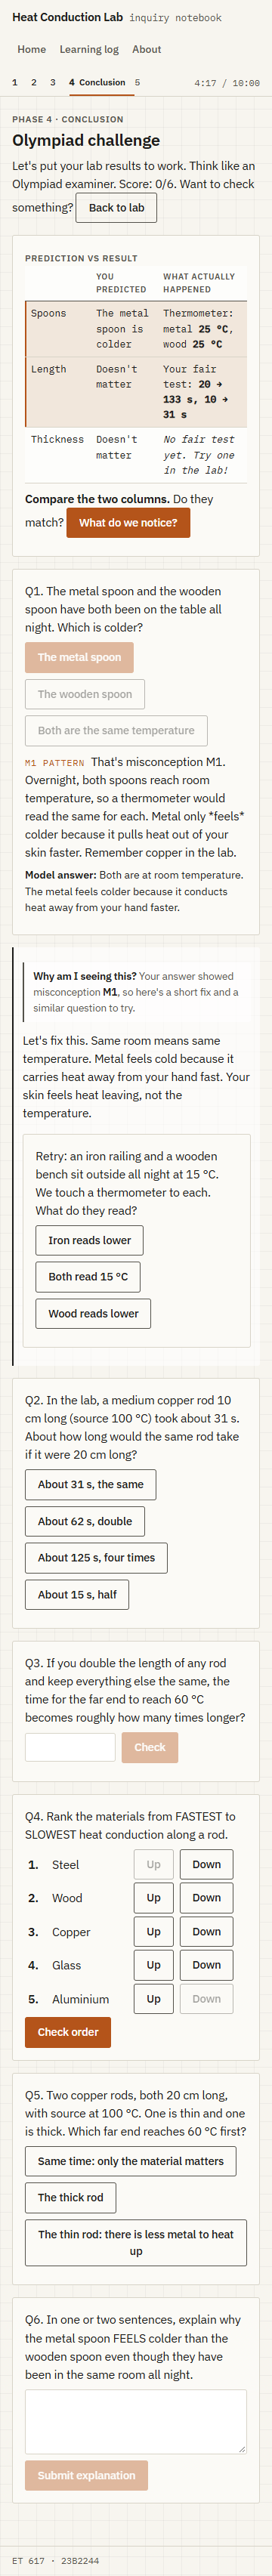 Heat Conduction Lab inquiry notebook
Home Learning log About
1 2 3 4 Conclusion 5 4:17 / 10:00
PHASE 4 · CONCLUSION
Olympiad challenge
Let's put your lab results to work. Think like an
Olympiad examiner. Score: 0/6. Want to check
something? Back to lab
PREDICTION VS RESULT
YOU PREDICTED WHAT ACTUALLY HAPPENED
Spoons The metal spoon is colder Thermometer: metal 25 °C, wood 25 °C
Length Doesn't matter Your fair test: 20 → 133 s, 10 → 31 s
Thickness Doesn't matter No fair test yet. Try one in the lab!
Compare the two columns. Do they
match? What do we notice?
Q1. The metal spoon and the wooden
spoon have both been on the table all
night. Which is colder?
The metal spoon
The wooden spoon
Both are the same temperature
M1 PATTERN That's misconception M1.
Overnight, both spoons reach room
temperature, so a thermometer would
read the same for each. Metal only *feels*
colder because it pulls heat out of your
skin faster. Remember copper in the lab.
Model answer: Both are at room temperature.
The metal feels colder because it conducts
heat away from your hand faster.
Why am I seeing this? Your answer showed
misconception M1, so here's a short fix and a
similar question to try.
Let's fix this. Same room means same
temperature. Metal feels cold because it
carries heat away from your hand fast. Your
skin feels heat leaving, not the
temperature.
Retry: an iron railing and a wooden
bench sit outside all night at 15 °C.
We touch a thermometer to each.
What do they read?
Iron reads lower
Both read 15 °C
Wood reads lower
Q2. In the lab, a medium copper rod 10
cm long (source 100 °C) took about 31 s.
About how long would the same rod take
if it were 20 cm long?
About 31 s, the same
About 62 s, double
About 125 s, four times
About 15 s, half
Q3. If you double the length of any rod
and keep everything else the same, the
time for the far end to reach 60 °C
becomes roughly how many times longer?
Check
Q4. Rank the materials from FASTEST to
SLOWEST heat conduction along a rod.
1. Steel Up Down
2. Wood Up Down
3. Copper Up Down
4. Glass Up Down
5. Aluminium Up Down
Check order
Q5. Two copper rods, both 20 cm long,
with source at 100 °C. One is thin and one
is thick. Which far end reaches 60 °C first?
Same time: only the material matters
The thick rod
The thin rod: there is less metal to heat
up
Q6. In one or two sentences, explain why
the metal spoon FEELS colder than the
wooden spoon even though they have
been in the same room all night.
Submit explanation
ET 617 · 23B2244